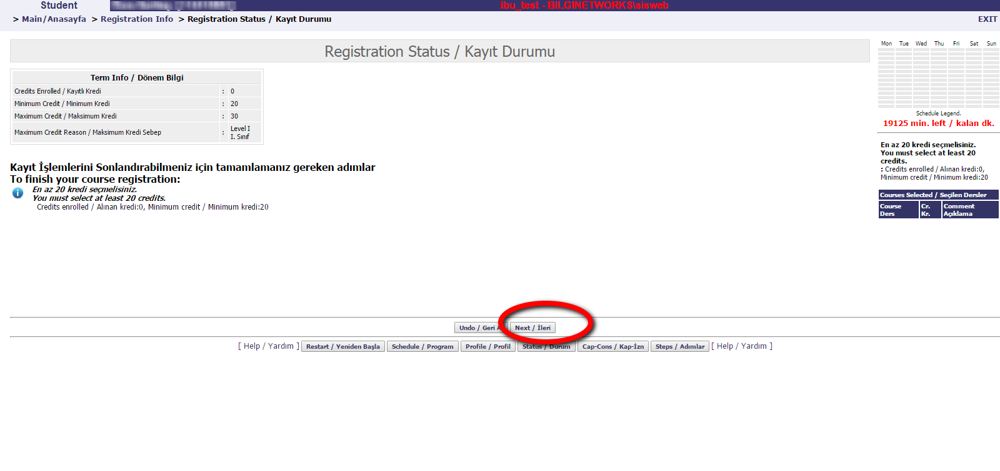 Student
ibu_test - BILGINETWORKS\sisweb
> Main/Anasayfa > Registration Info > Registration Status / Kayıt Durumu
EXIT
Registration Status / Kayıt Durumu
Term Info / Dönem Bilgi
Credits Enrolled / Kayıtlı Kredi : 0
Minimum Credit / Minimum Kredi : 20
Maximum Credit / Maksimum Kredi : 30
Maximum Credit Reason / Maksimum Kredi Sebep : Level I
I. Sınıf
Kayıt İşlemlerini Sonlandırabilmeniz için tamamlamanız gereken adımlar
To finish your course registration:
En az 20 kredi seçmelisiniz.
You must select at least 20 credits.
Credits enrolled / Alınan kredi:0, Minimum credit / Minimum kredi:20
Mon Tue Wed Thu Fri Sat Sun
Schedule Legend.
19125 min. left / kalan dk.
En az 20 kredi seçmelisiniz.
You must select at least 20
credits.
: Credits enrolled / Alınan kredi:0,
Minimum credit / Minimum kredi:20
Courses Selected / Seçilen Dersler
Course Cr. Comment
Ders Kr. Açıklama
Undo / Geri Next / İleri
[ Help / Yardım ] Restart / Yeniden Başla Schedule / Program Profile / Profil Status / Durum Cap-Cons / Kap-İzn Steps / Adımlar [ Help / Yardım ]